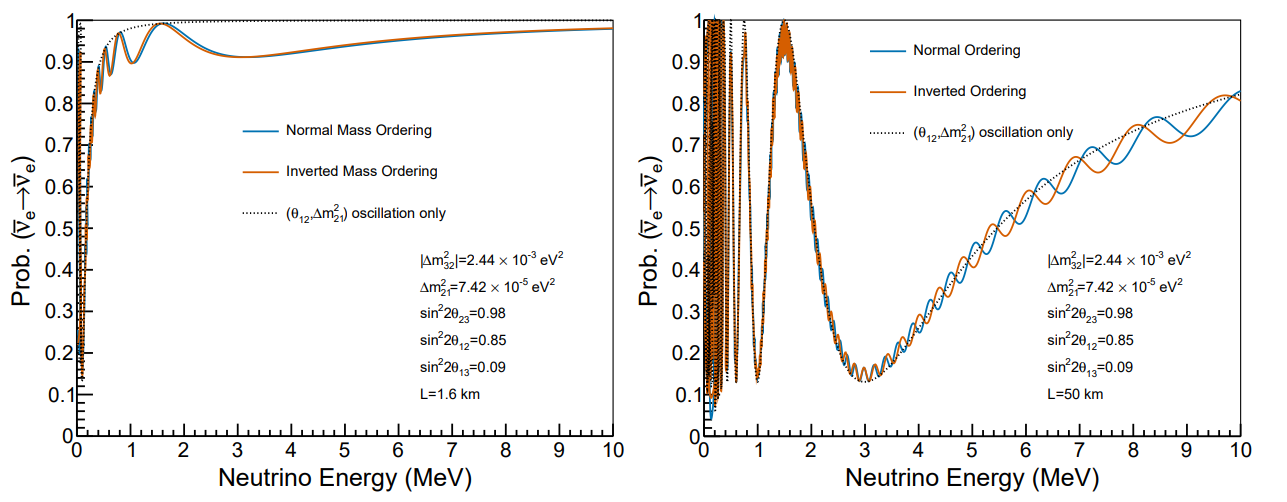 1
0.9
0.8
0.7
0.6
0.5
0.4
0.3
0.2
0.1
0
Prob. (ν̅ₑ→ν̅ₑ)
Normal Mass Ordering
Inverted Mass Ordering
(θ₁₂,Δm²₂₁) oscillation only
|Δm²₃₂|=2.44 × 10⁻³ eV²
Δm²₂₁=7.42 × 10⁻⁵ eV²
sin²2θ₂₃=0.98
sin²2θ₁₂=0.85
sin²2θ₁₃=0.09
L=1.6 km
0 1 2 3 4 5 6 7 8 9 10
Neutrino Energy (MeV)
1
0.9
0.8
0.7
0.6
0.5
0.4
0.3
0.2
0.1
0
Prob. (ν̅ₑ→ν̅ₑ)
Normal Ordering
Inverted Ordering
(θ₁₂,Δm²₂₁) oscillation only
|Δm²₃₂|=2.44 × 10⁻³ eV²
Δm²₂₁=7.42 × 10⁻⁵ eV²
sin²2θ₂₃=0.98
sin²2θ₁₂=0.85
sin²2θ₁₃=0.09
L=50 km
0 1 2 3 4 5 6 7 8 9 10
Neutrino Energy (MeV)